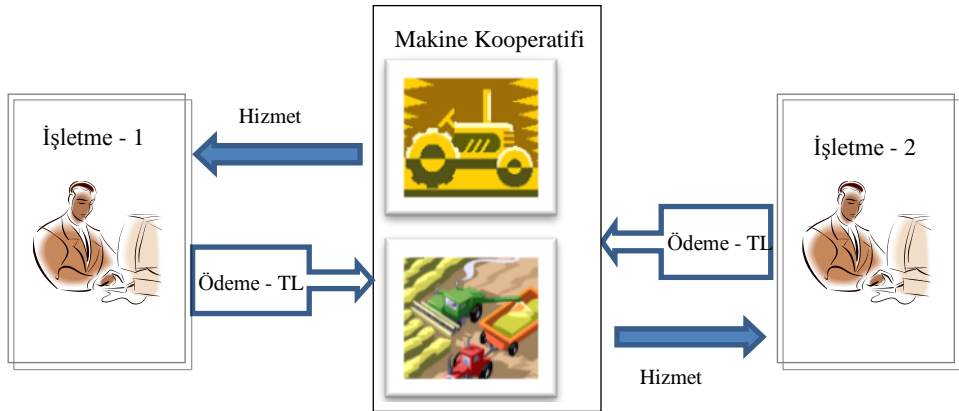 Makine Kooperatifi
İşletme - 1
Hizmet
Ödeme - TL
İşletme - 2
Ödeme - TL
Hizmet